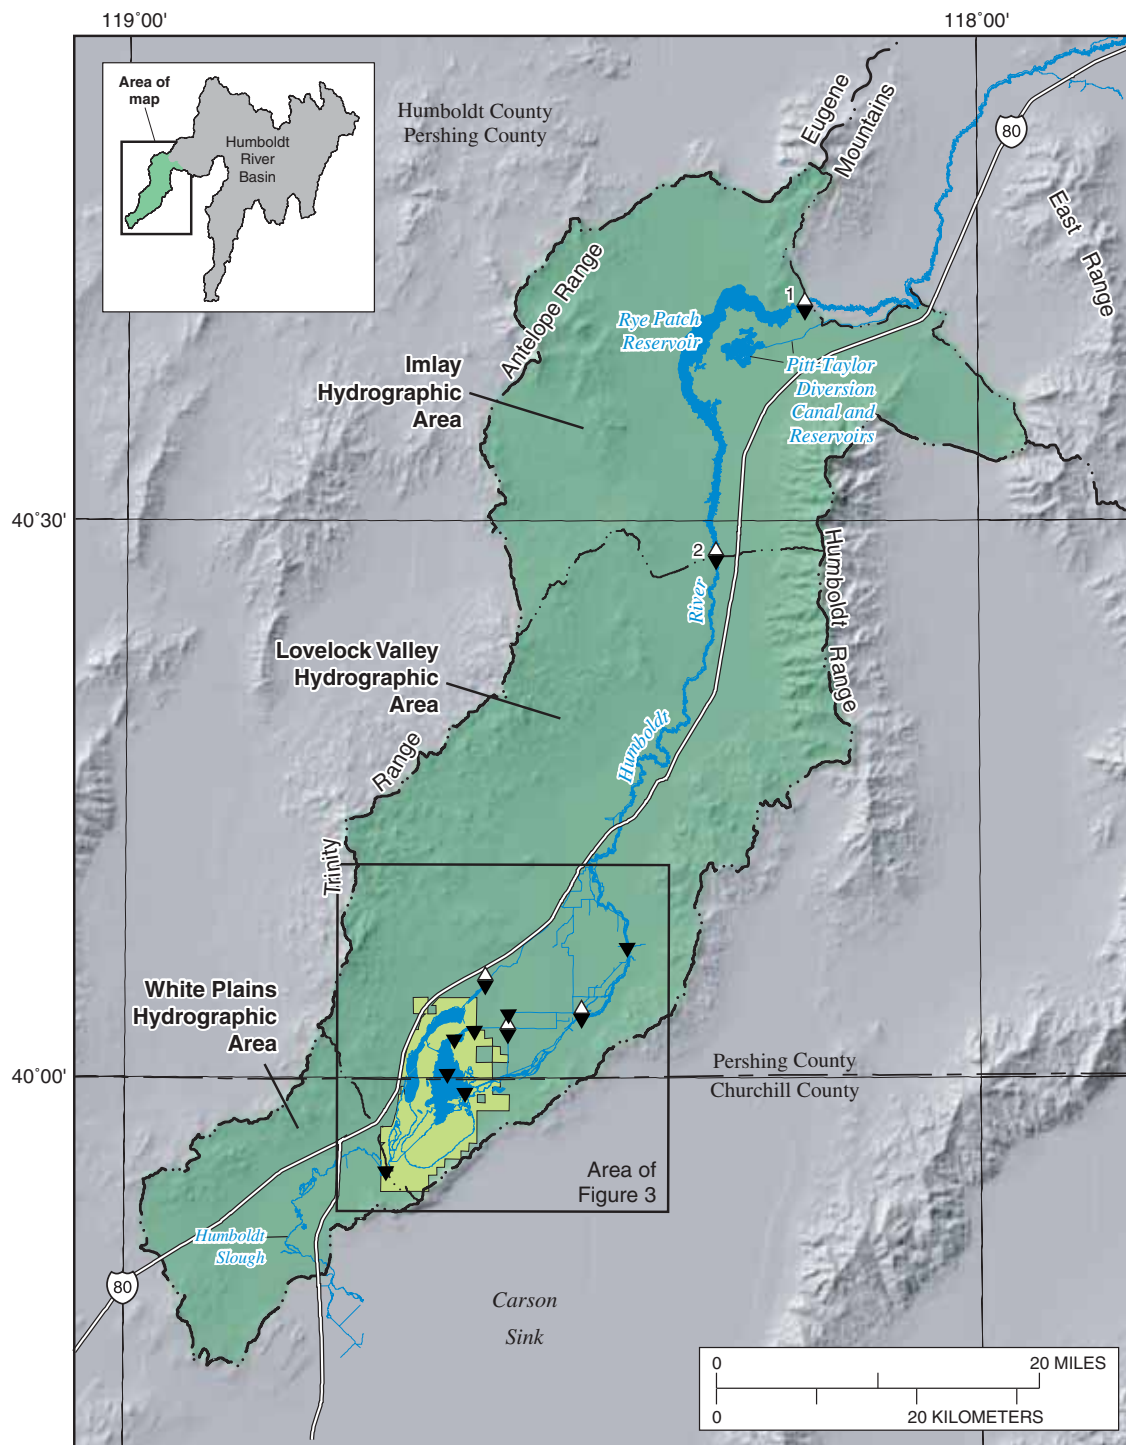 119°00'
118°00'
Area of
map
Humboldt
River
Basin
Humboldt County
Pershing County
Eugene
Mountains
80
East Range
Antelope Range
1
Rye Patch
Reservoir
Pitt-Taylor
Diversion
Canal and
Reservoirs
Imlay
Hydrographic
Area
40°30'
2
River
Humboldt Range
Lovelock Valley
Hydrographic
Area
Humboldt
Range
Trinity
White Plains
Hydrographic
Area
Pershing County
40°00'
Churchill County
Area of
Figure 3
Humboldt
Slough
80
Carson
Sink
0 20 MILES
0 20 KILOMETERS